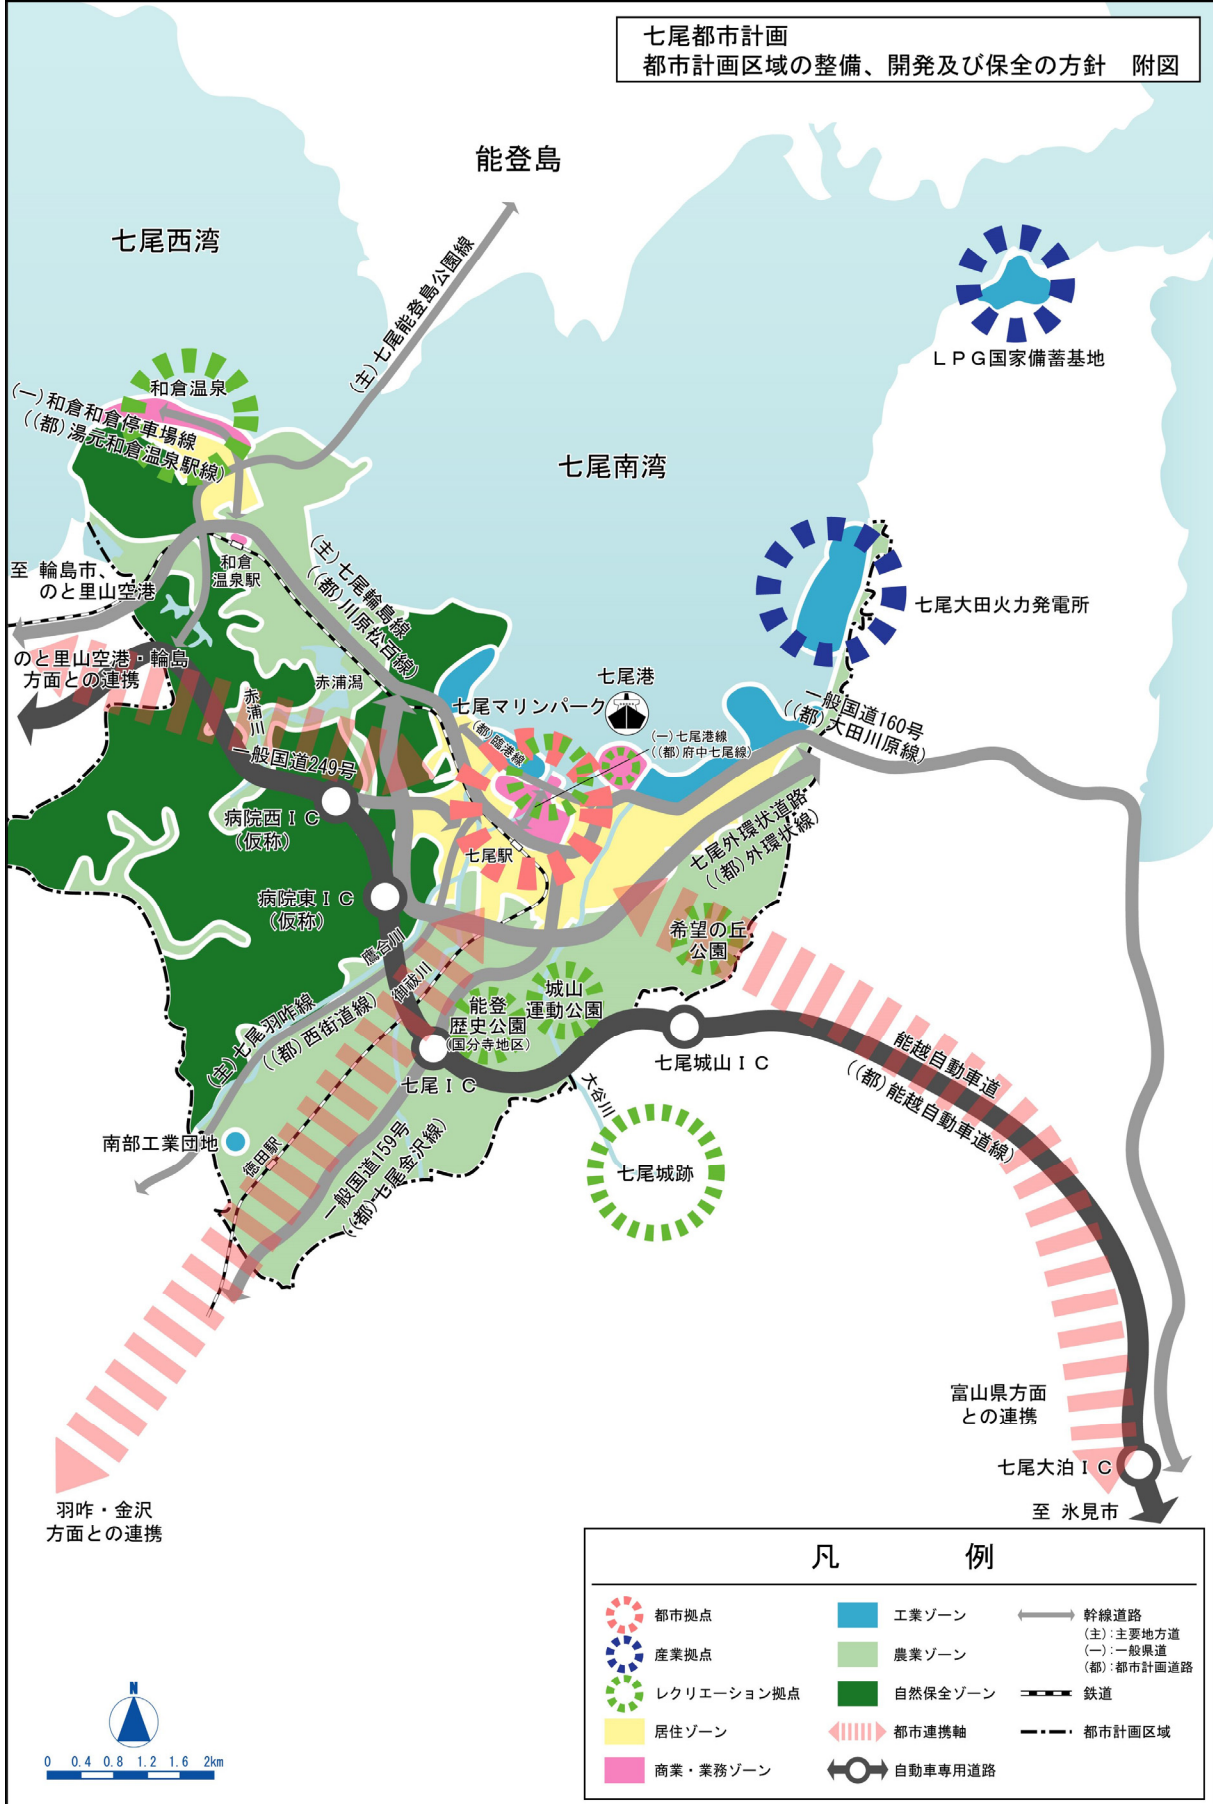 七尾都市計画
都市計画区域の整備、開発及び保全の方針　附図
能登島
七尾西湾
(主)七尾能登島公園線
LPG国家備蓄基地
和倉温泉
(一)和倉和倉停車場線
((都)湯元和倉温泉駅線)
七尾南湾
和倉
温泉駅
(主)七尾輪島線
((都)川原松百線)
至 輪島市、
のと里山空港
七尾大田火力発電所
のと里山空港・輪島
方面との連携
赤浦潟
赤浦川
七尾港
七尾マリンパーク
(都)臨港線
(一)七尾港線
((都)府中七尾線)
一般国道160号
((都)大田川原線)
一般国道249号
病院西IC
(仮称)
七尾駅
七尾外環状道路
((都)外環状線)
病院東IC
(仮称)
希望の丘
公園
鷹合川
御祓川
城山
運動公園
能登
歴史公園
(国分寺地区)
(主)七尾羽咋線
((都)西街道線)
七尾城山IC
七尾IC
能越自動車道
((都)能越自動車道線)
大谷川
南部工業団地
徳田駅
一般国道159号
((都)七尾金沢線)
七尾城跡
富山県方面
との連携
七尾大泊IC
至 氷見市
羽咋・金沢
方面との連携
凡　例
都市拠点
産業拠点
レクリエーション拠点
居住ゾーン
商業・業務ゾーン
工業ゾーン
農業ゾーン
自然保全ゾーン
都市連携軸
自動車専用道路
幹線道路
(主):主要地方道
(一):一般県道
(都):都市計画道路
鉄道
都市計画区域
N
0 0.4 0.8 1.2 1.6 2km